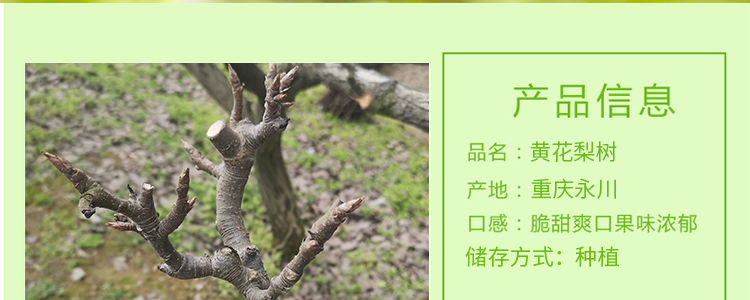 产品信息
品名：黄花梨树
产地：重庆永川
口感：脆甜爽口果味浓郁
储存方式：种植